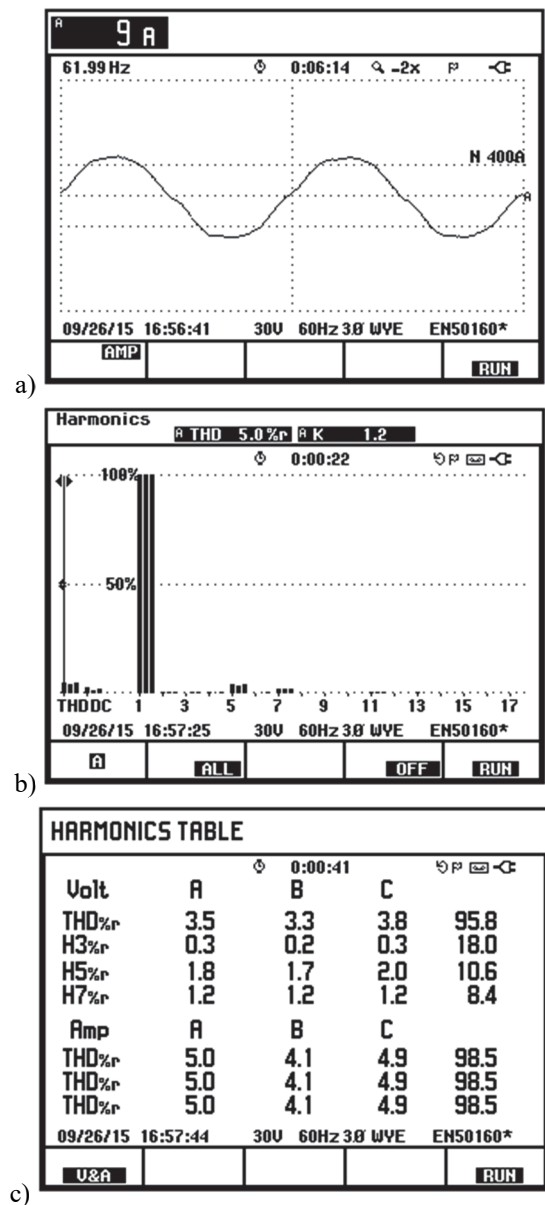 A 9 A
61.99 Hz 0:06:14 -2x
N 400A
A
09/26/15 16:56:41 30V 60Hz 3Ø WYE EN50160*
AMP RUN
a)
Harmonics
A THD 5.0 %r A K 1.2
0:00:22
100%
50%
THD DC 1 3 5 7 9 11 13 15 17
09/26/15 16:57:25 30V 60Hz 3Ø WYE EN50160*
A ALL OFF RUN
b)
HARMONICS TABLE
0:00:41
Volt A B C
THD%r 3.5 3.3 3.8 95.8
H3%r 0.3 0.2 0.3 18.0
H5%r 1.8 1.7 2.0 10.6
H7%r 1.2 1.2 1.2 8.4
Amp A B C
THD%r 5.0 4.1 4.9 98.5
THD%r 5.0 4.1 4.9 98.5
THD%r 5.0 4.1 4.9 98.5
09/26/15 16:57:44 30V 60Hz 3Ø WYE EN50160*
V&A RUN
c)